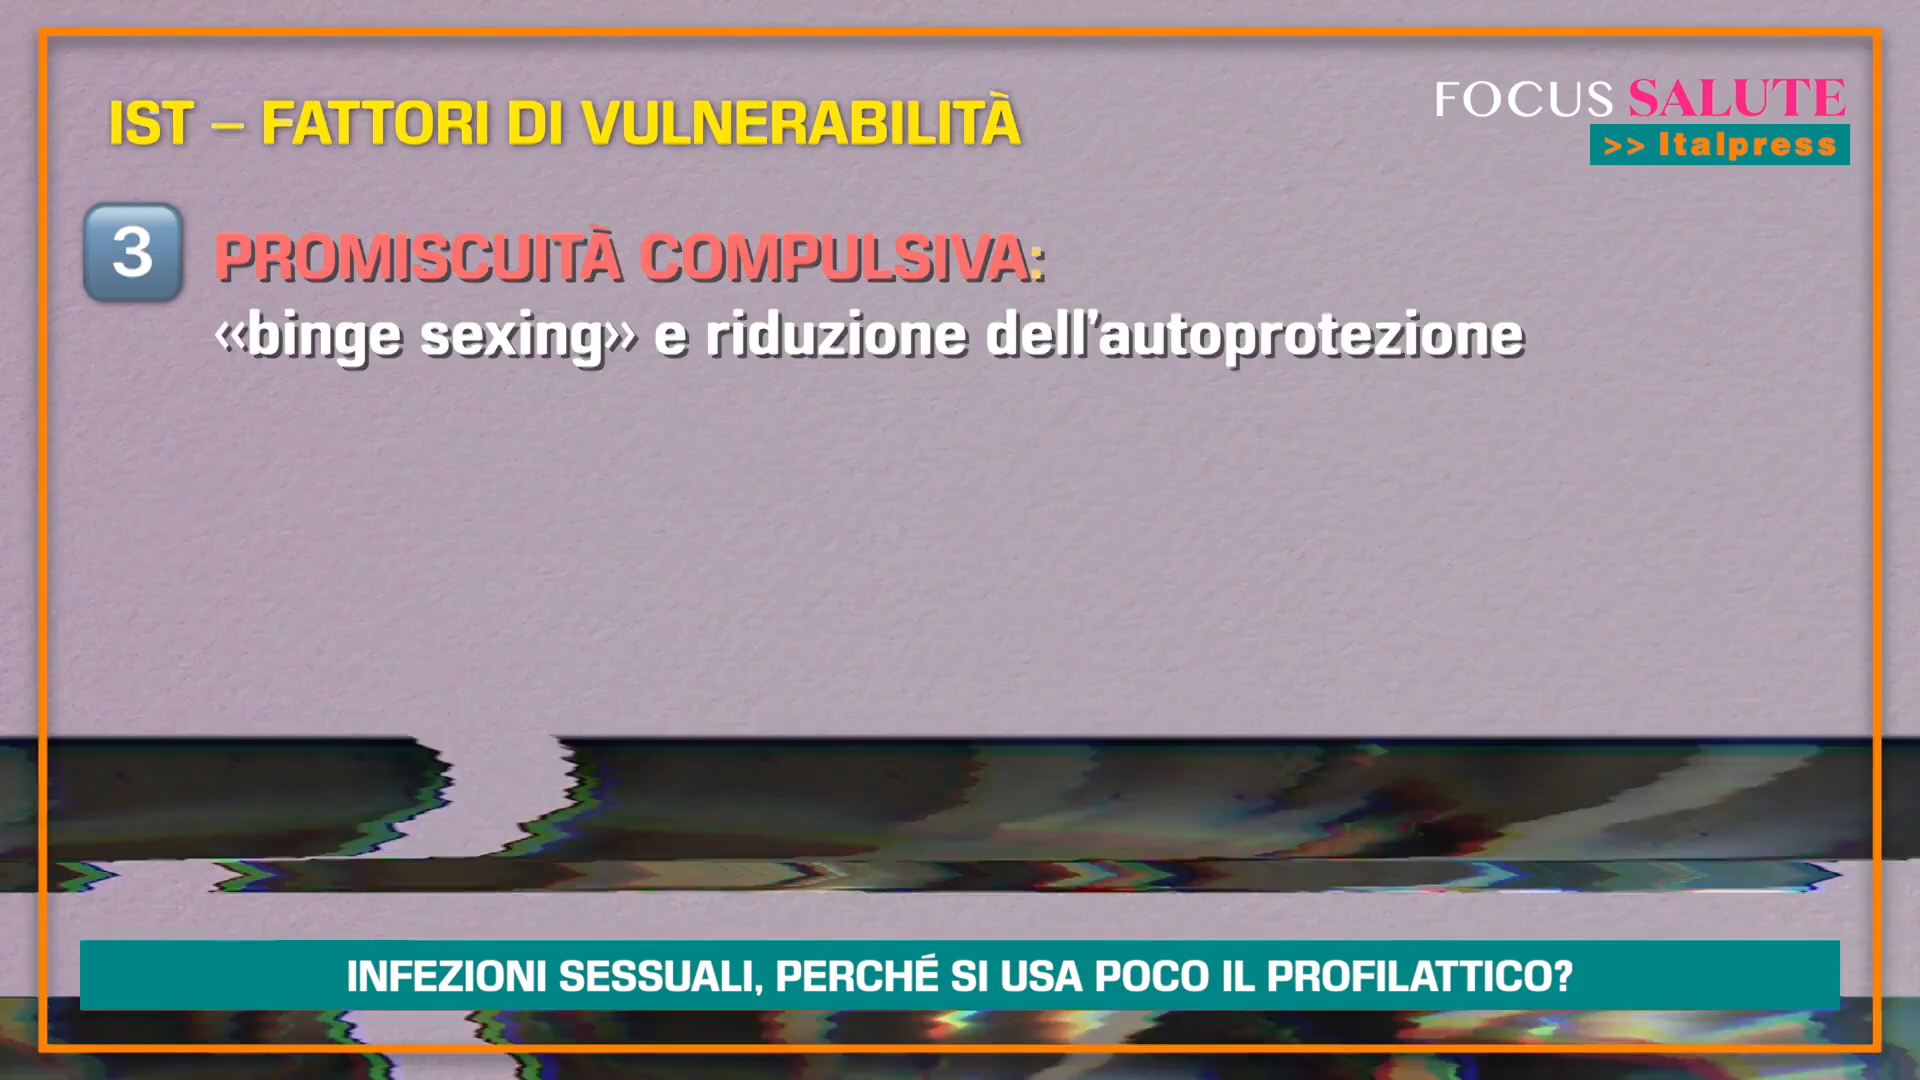 IST – FATTORI DI VULNERABILITÀ
FOCUS SALUTE
>> Italpress
3
PROMISCUITÀ COMPULSIVA:
«binge sexing» e riduzione dell'autoprotezione
INFEZIONI SESSUALI, PERCHÉ SI USA POCO IL PROFILATTICO?